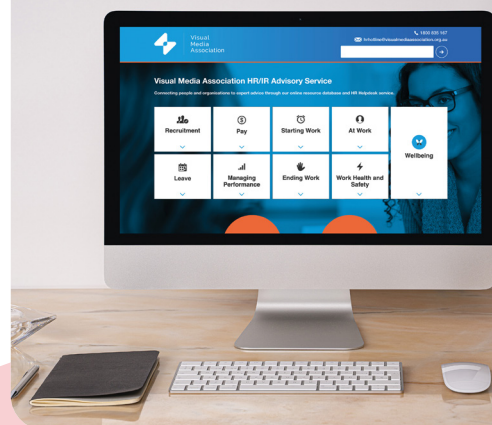 Visual
Media
Association
1800 835 167
hrhotline@visualmediaassociation.org.au
Visual Media Association HR/IR Advisory Service
Connecting people and organisations to expert advice through our online resource database and HR Helpdesk service.
Recruitment
Pay
Starting Work
At Work
Wellbeing
Leave
Managing
Performance
Ending Work
Work Health and
Safety